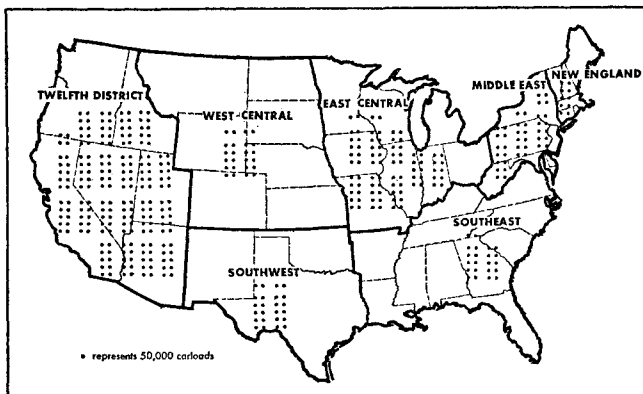 NEW ENGLAND
MIDDLE EAST
TWELFTH DISTRICT
EAST CENTRAL
WEST-CENTRAL
SOUTHEAST
SOUTHWEST
• represents 50,000 carloads